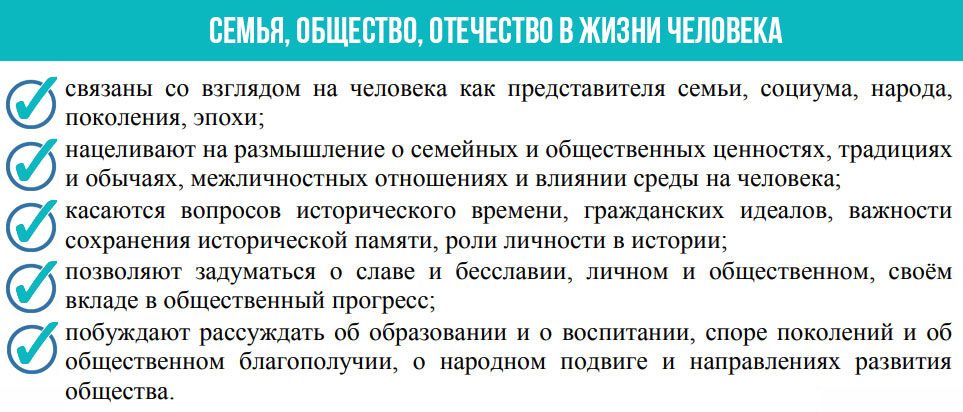 СЕМЬЯ, ОБЩЕСТВО, ОТЕЧЕСТВО В ЖИЗНИ ЧЕЛОВЕКА
связаны со взглядом на человека как представителя семьи, социума, народа,
поколения, эпохи;
нацеливают на размышление о семейных и общественных ценностях, традициях
и обычаях, межличностных отношениях и влиянии среды на человека;
касаются вопросов исторического времени, гражданских идеалов, важности
сохранения исторической памяти, роли личности в истории;
позволяют задуматься о славе и бесславии, личном и общественном, своём
вкладе в общественный прогресс;
побуждают рассуждать об образовании и о воспитании, споре поколений и об
общественном благополучии, о народном подвиге и направлениях развития
общества.